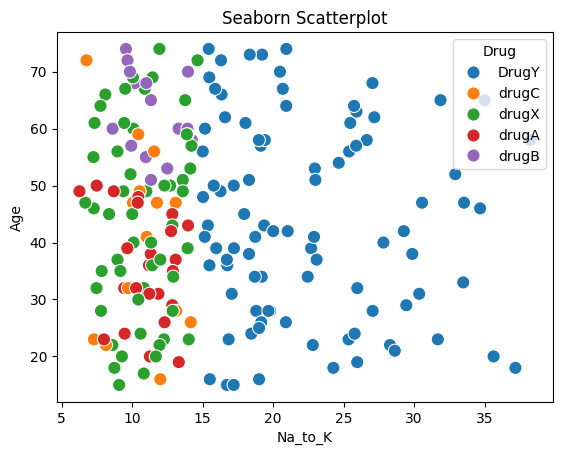 Seaborn Scatterplot
Drug
DrugY
drugC
drugX
drugA
drugB
70
60
50
40
30
20
Age
5 10 15 20 25 30 35
Na_to_K